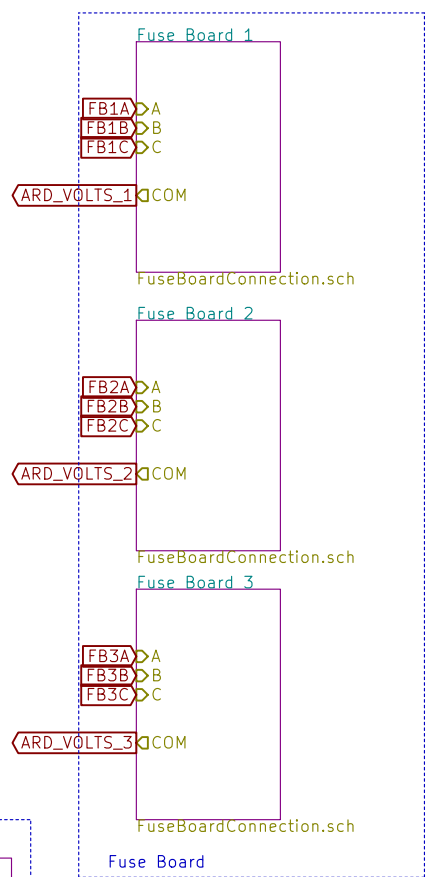 Fuse Board 1
FB1A A
FB1B B
FB1C C
ARD_VOLTS_1 COM
FuseBoardConnection.sch
Fuse Board 2
FB2A A
FB2B B
FB2C C
ARD_VOLTS_2 COM
FuseBoardConnection.sch
Fuse Board 3
FB3A A
FB3B B
FB3C C
ARD_VOLTS_3 COM
FuseBoardConnection.sch
Fuse Board